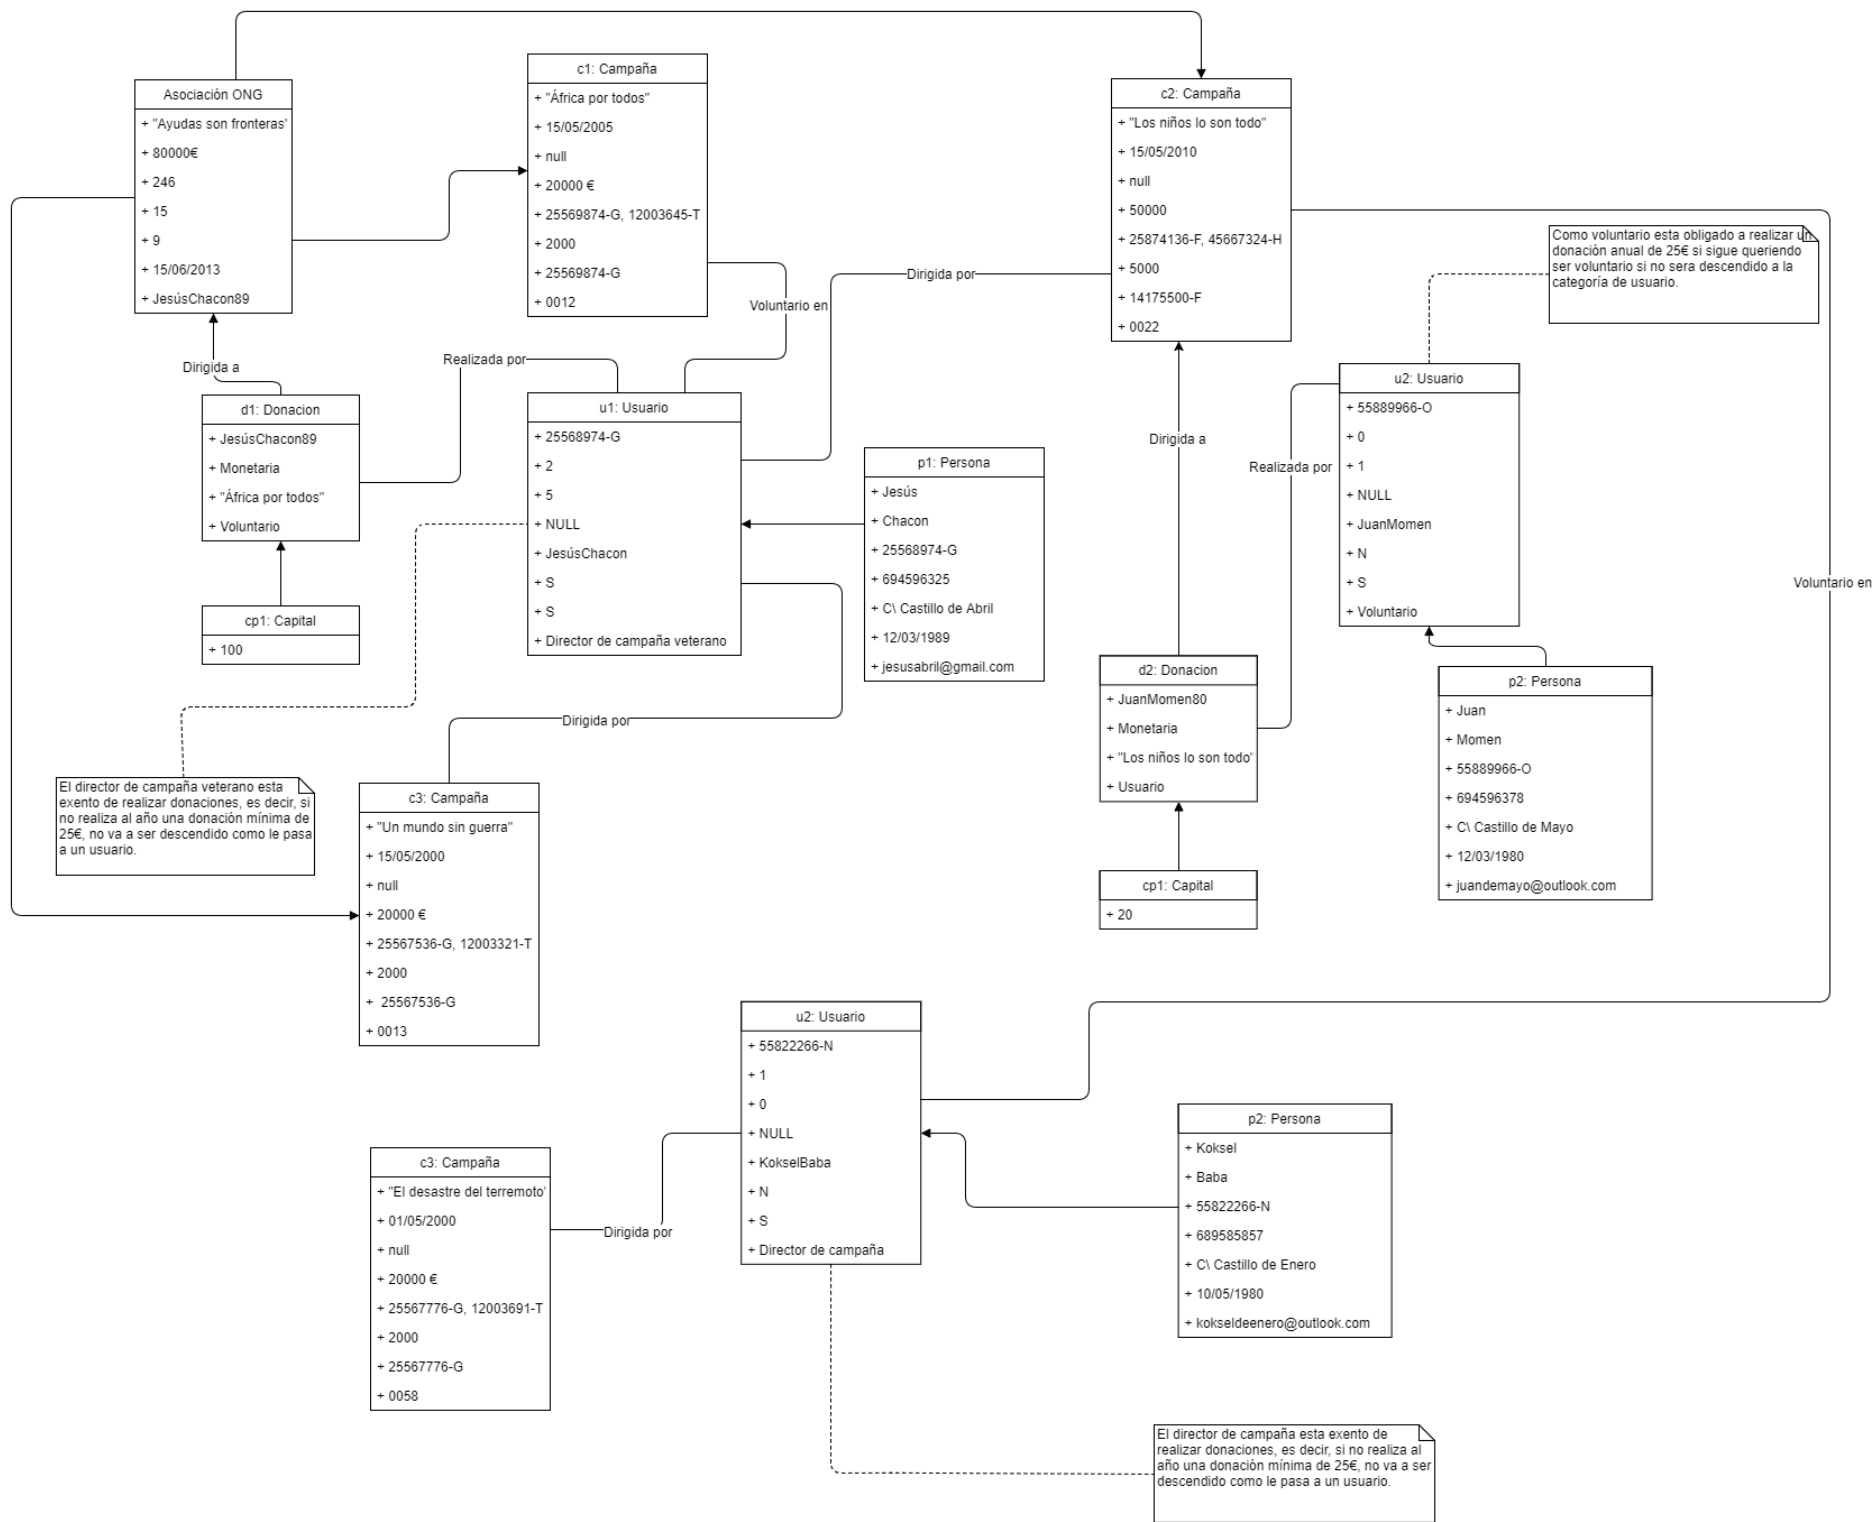 Asociación ONG
+ "Ayudas son fronteras"
+ 80000€
+ 246
+ 15
+ 9
+ 15/06/2013
+ JesúsChacon89
c1: Campaña
+ "África por todos"
+ 15/05/2005
+ null
+ 20000 €
+ 25569874-G, 12003645-T
+ 2000
+ 25569874-G
+ 0012
c2: Campaña
+ "Los niños lo son todo"
+ 15/05/2010
+ null
+ 50000
+ 25874136-F, 45667324-H
+ 5000
+ 14175500-F
+ 0022
Como voluntario esta obligado a realizar un
donación anual de 25€ si sigue queriendo
ser voluntario si no sera descendido a la
categoría de usuario.
Dirigida por
Voluntario en
Dirigida a
Realizada por
d1: Donacion
+ JesúsChacon89
+ Monetaria
+ "África por todos"
+ Voluntario
cp1: Capital
+ 100
u1: Usuario
+ 25568974-G
+ 2
+ 5
+ NULL
+ JesúsChacon
+ S
+ S
+ Director de campaña veterano
p1: Persona
+ Jesús
+ Chacon
+ 25568974-G
+ 694596325
+ C\ Castillo de Abril
+ 12/03/1989
+ jesusabril@gmail.com
Dirigida a
Realizada por
u2: Usuario
+ 55889966-O
+ 0
+ 1
+ NULL
+ JuanMomen
+ N
+ S
+ Voluntario
Voluntario en
d2: Donacion
+ JuanMomen80
+ Monetaria
+ "Los niños lo son todo"
+ Usuario
cp1: Capital
+ 20
p2: Persona
+ Juan
+ Momen
+ 55889966-O
+ 694596378
+ C\ Castillo de Mayo
+ 12/03/1980
+ juandemayo@outlook.com
Dirigida por
El director de campaña veterano esta
exento de realizar donaciones, es decir, si
no realiza al año una donación mínima de
25€, no va a ser descendido como le pasa
a un usuario.
c3: Campaña
+ "Un mundo sin guerra"
+ 15/05/2000
+ null
+ 20000 €
+ 25567536-G, 12003321-T
+ 2000
+ 25567536-G
+ 0013
u2: Usuario
+ 55822266-N
+ 1
+ 0
+ NULL
+ KokselBaba
+ N
+ S
+ Director de campaña
p2: Persona
+ Koksel
+ Baba
+ 55822266-N
+ 689585857
+ C\ Castillo de Enero
+ 10/05/1980
+ kokseldeenero@outlook.com
c3: Campaña
+ "El desastre del terremoto"
+ 01/05/2000
+ null
+ 20000 €
+ 25567776-G, 12003691-T
+ 2000
+ 25567776-G
+ 0058
Dirigida por
El director de campaña esta exento de
realizar donaciones, es decir, si no realiza al
año una donación mínima de 25€, no va a ser
descendido como le pasa a un usuario.